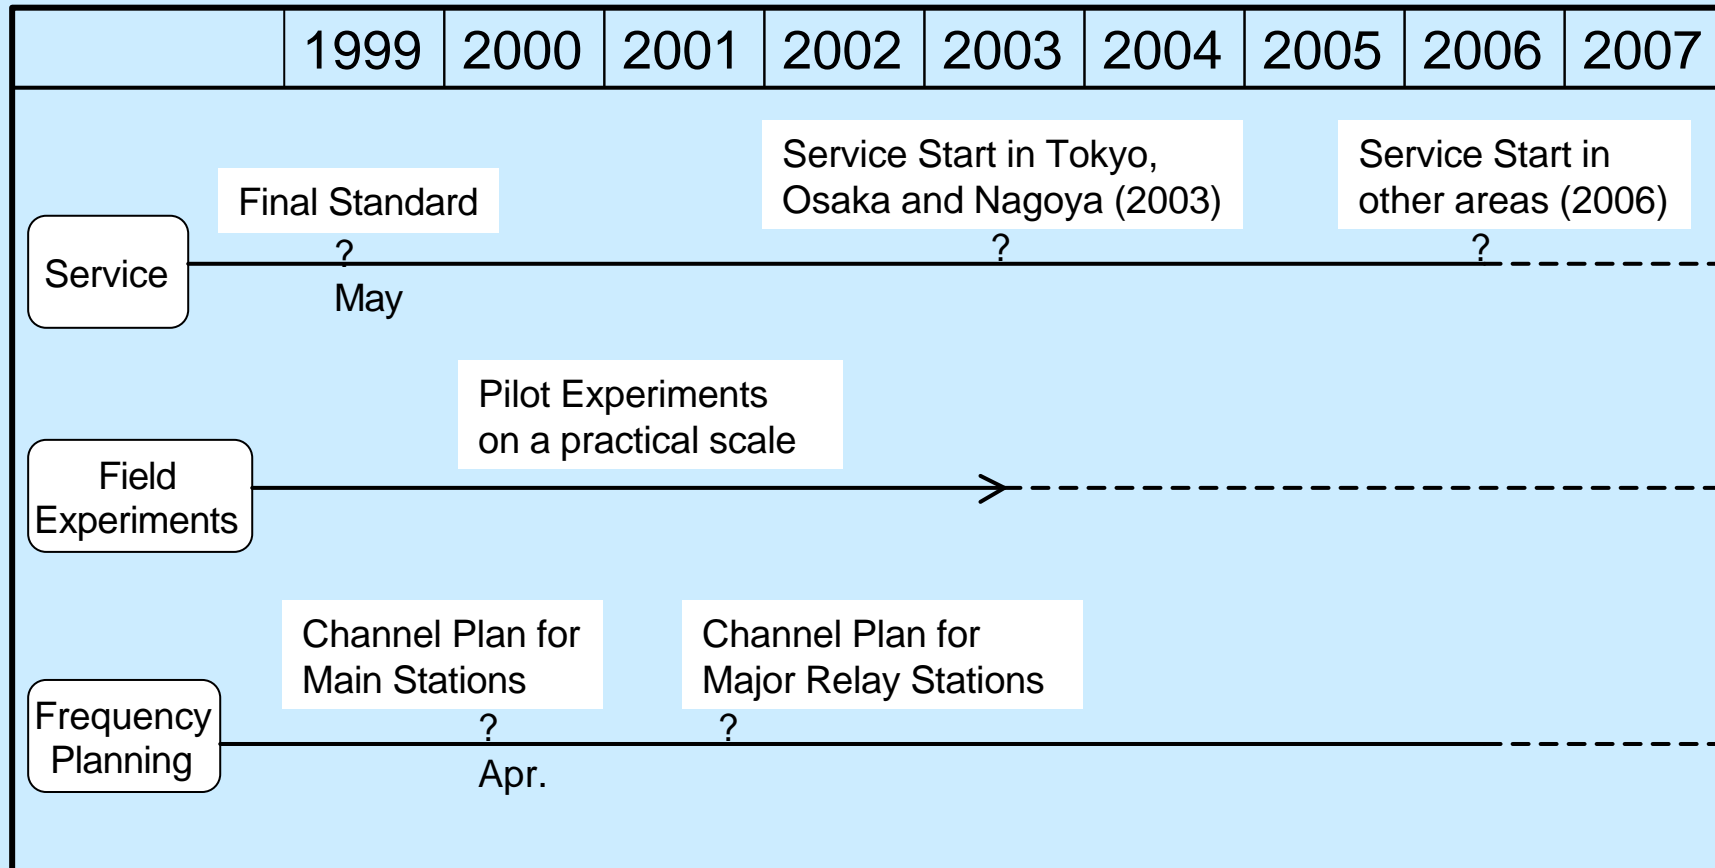 1999 2000 2001 2002 2003 2004 2005 2006 2007
Service Start in Tokyo,
Osaka and Nagoya (2003)
Service Start in
other areas (2006)
Final Standard
? ? ?
Service
May
Pilot Experiments
on a practical scale
Field
Experiments
Channel Plan for
Main Stations
Channel Plan for
Major Relay Stations
? ?
Frequency
Planning
Apr.